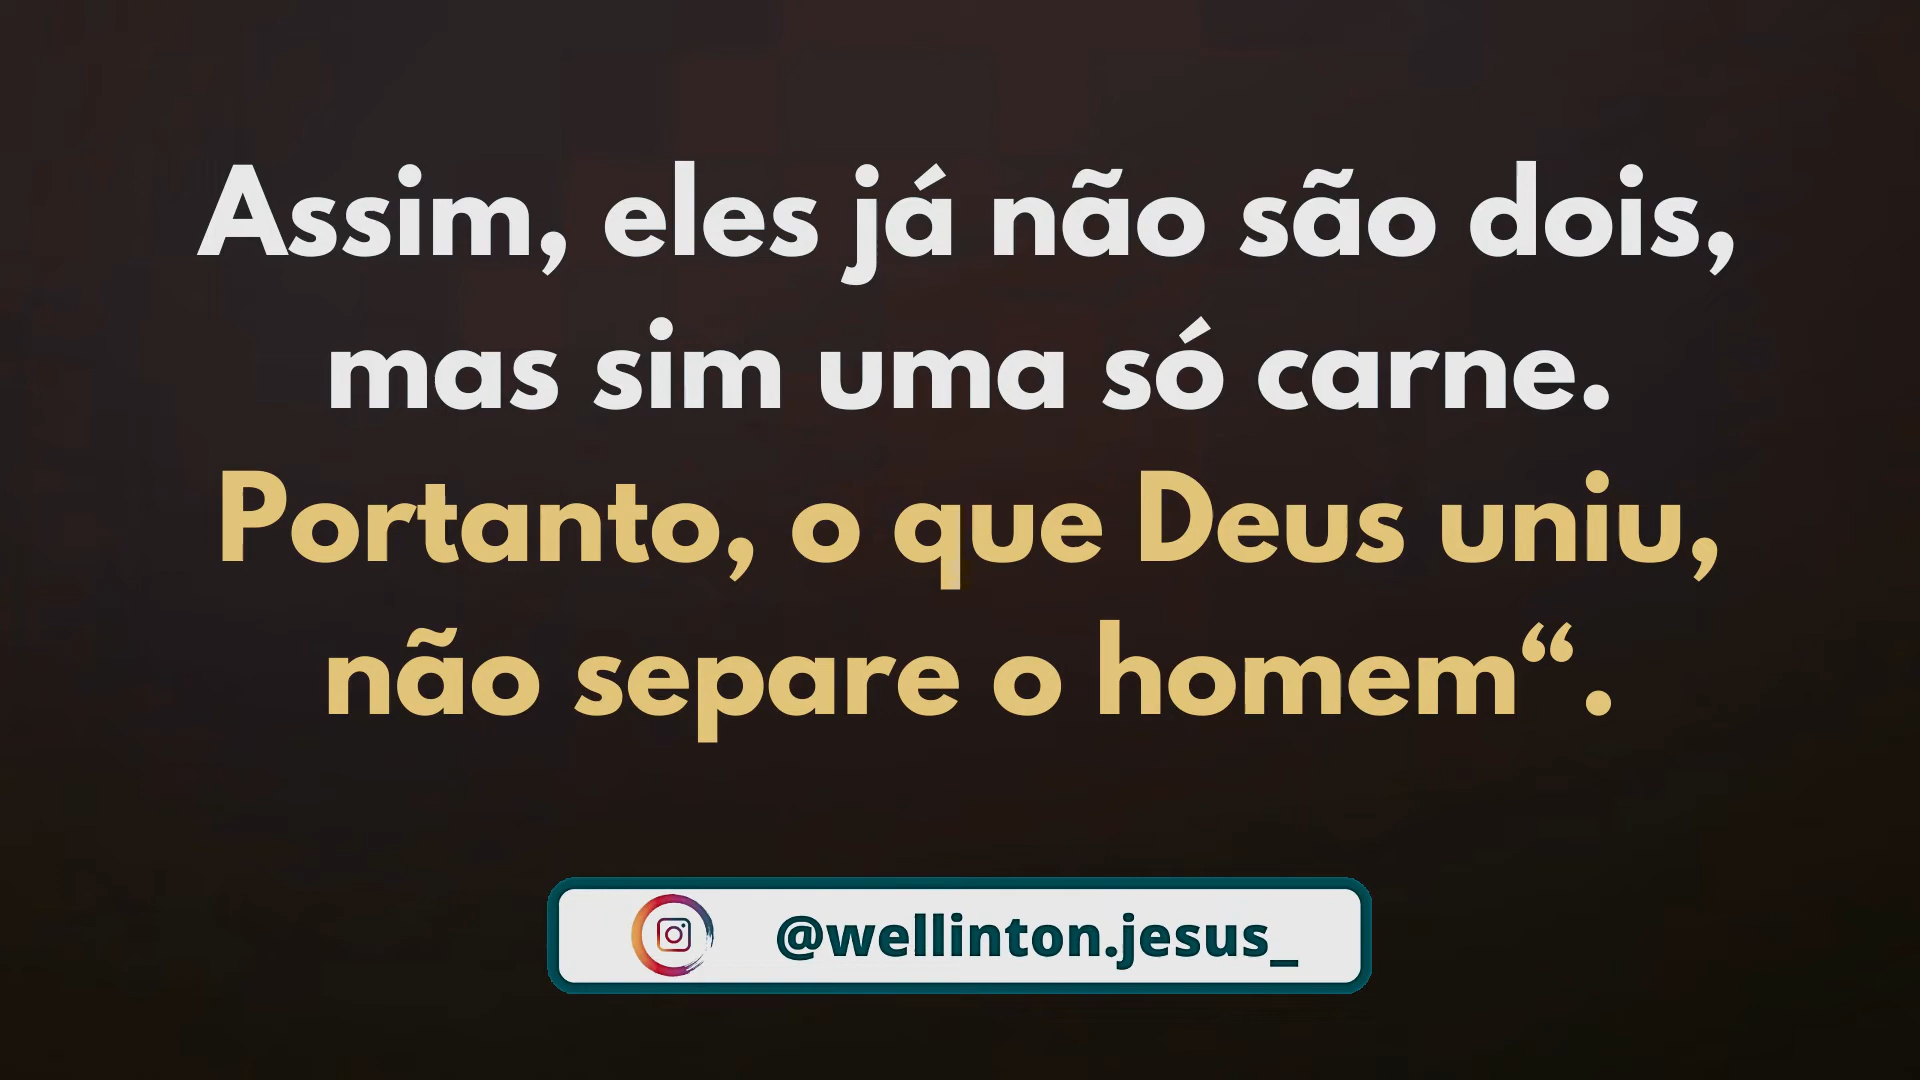 Assim, eles já não são dois,
mas sim uma só carne.
Portanto, o que Deus uniu,
não separe o homem“.
@wellinton.jesus_